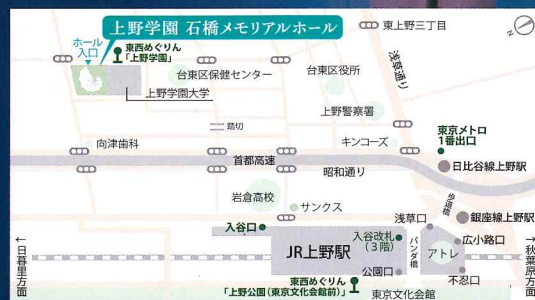 上野学園 石橋メモリアルホール
ホール
入口
東西めぐりん
「上野学園」
東上野三丁目
N
浅草通り
台東区保健センター
台東区役所
上野学園大学
上野警察署
踏切
向津歯科
キンコーズ
東京メトロ
1番出口
首都高速
昭和通り
日比谷線上野駅
岩倉高校
サンクス
歩道橋
銀座線上野駅
入谷口
浅草口
入谷改札
(3階)
パンダ橋
広小路口
JR上野駅
アトレ
公園口
不忍口
←日暮里方面
→秋葉原方面
東西めぐりん
「上野公園(東京文化会館前)」
東京文化会館